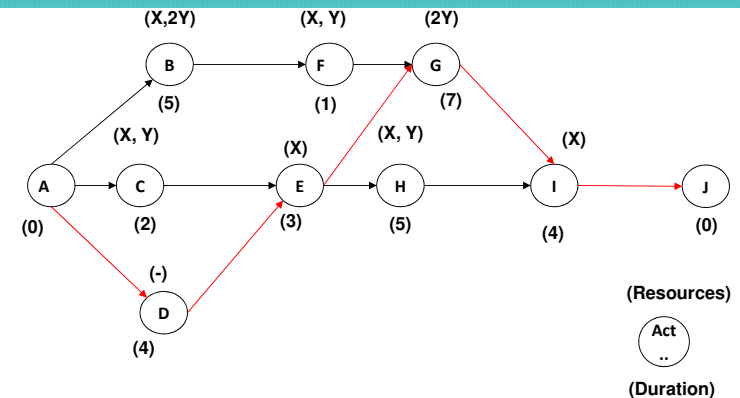 (X,2Y) (X, Y) (2Y)
B F G
(5) (1) (7)
(X, Y) (X, Y)
(X) (X)
A C E H I J
(0) (2) (3) (5) (4) (0)
(-)
D
(4)
(Resources)
Act
..
(Duration)